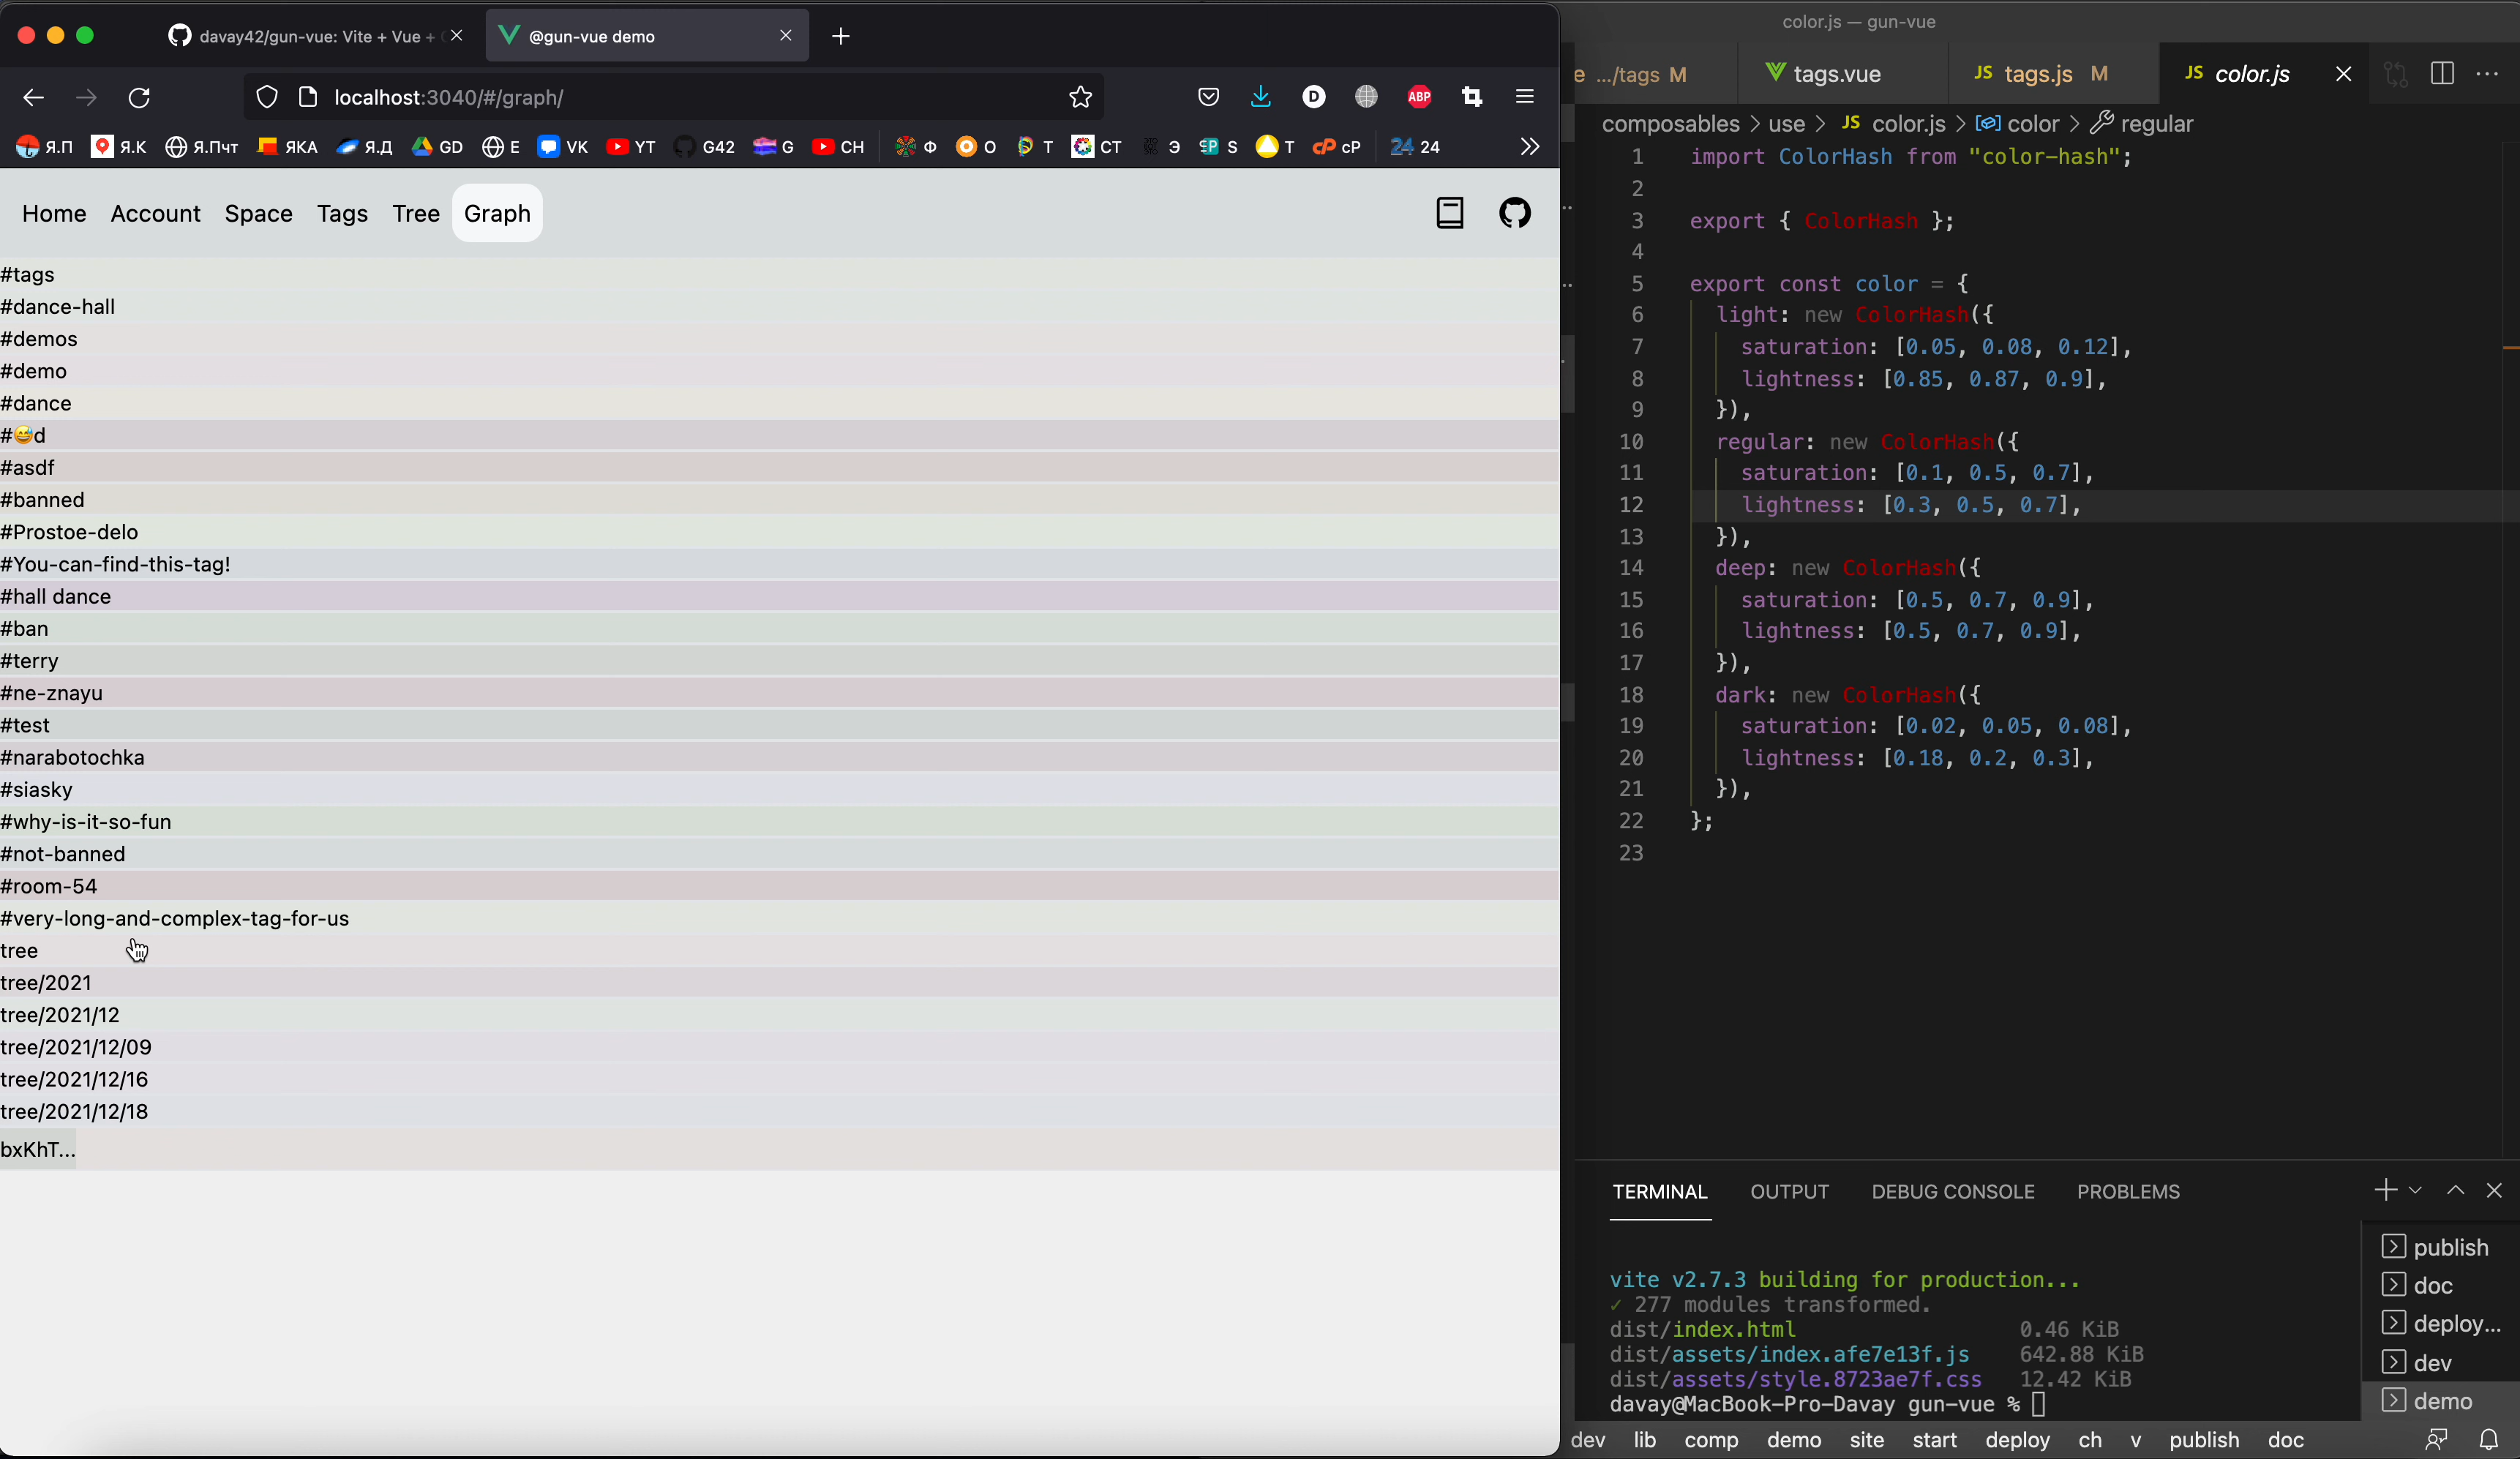 davay42/gun-vue: Vite + Vue +
@gun-vue demo
localhost:3040/#/graph/
D
ABP
Я.П Я.К Я.Пчт ЯКА Я.Д GD E VK YT G42 G CH Ф O T CT Э S T cP 24 24
Home Account Space Tags Tree Graph
#tags
#dance-hall
#demos
#demo
#dance
#😅d
#asdf
#banned
#Prostoe-delo
#You-can-find-this-tag!
#hall dance
#ban
#terry
#ne-znayu
#test
#narabotochka
#siasky
#why-is-it-so-fun
#not-banned
#room-54
#very-long-and-complex-tag-for-us
tree
tree/2021
tree/2021/12
tree/2021/12/09
tree/2021/12/16
tree/2021/12/18
bxKhT...
color.js — gun-vue
e .../tags M
tags.vue
JS tags.js M
JS color.js
composables > use > JS color.js > color > regular
1 import ColorHash from "color-hash";
2
3 export { ColorHash };
4
5 export const color = {
6 light: new ColorHash({
7 saturation: [0.05, 0.08, 0.12],
8 lightness: [0.85, 0.87, 0.9],
9 }),
10 regular: new ColorHash({
11 saturation: [0.1, 0.5, 0.7],
12 lightness: [0.3, 0.5, 0.7],
13 }),
14 deep: new ColorHash({
15 saturation: [0.5, 0.7, 0.9],
16 lightness: [0.5, 0.7, 0.9],
17 }),
18 dark: new ColorHash({
19 saturation: [0.02, 0.05, 0.08],
20 lightness: [0.18, 0.2, 0.3],
21 }),
22 };
23
TERMINAL OUTPUT DEBUG CONSOLE PROBLEMS
vite v2.7.3 building for production...
✓ 277 modules transformed.
dist/index.html 0.46 KiB
dist/assets/index.afe7e13f.js 642.88 KiB
dist/assets/style.8723ae7f.css 12.42 KiB
davay@MacBook-Pro-Davay gun-vue %
publish
doc
deploy...
dev
demo
dev lib comp demo site start deploy ch v publish doc